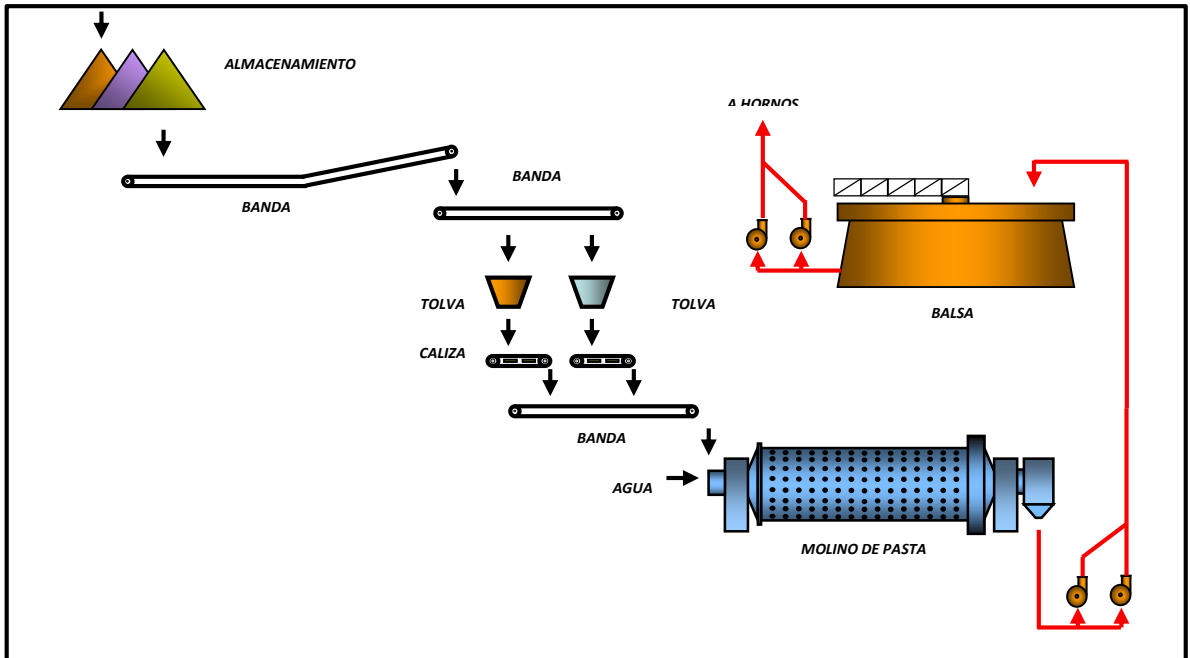 ALMACENAMIENTO
A HORNOS
BANDA
BANDA
TOLVA
TOLVA
BALSA
CALIZA
BANDA
AGUA
MOLINO DE PASTA